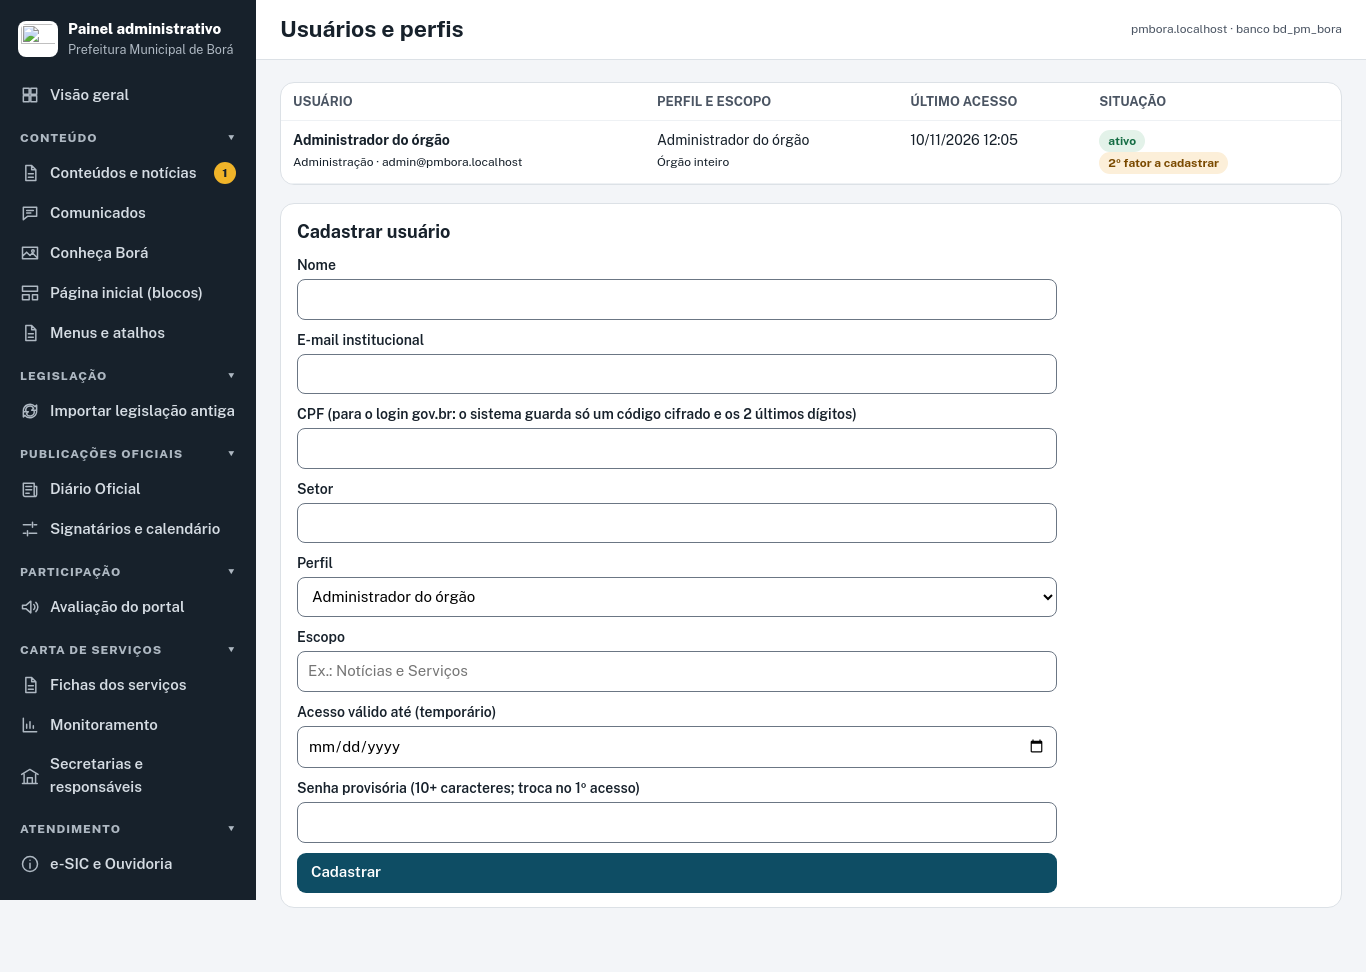 Painel administrativo
Prefeitura Municipal de Borá
Visão geral
CONTEÚDO
Conteúdos e notícias 1
Comunicados
Conheça Borá
Página inicial (blocos)
Menus e atalhos
LEGISLAÇÃO
Importar legislação antiga
PUBLICAÇÕES OFICIAIS
Diário Oficial
Signatários e calendário
PARTICIPAÇÃO
Avaliação do portal
CARTA DE SERVIÇOS
Fichas dos serviços
Monitoramento
Secretarias e
responsáveis
ATENDIMENTO
e-SIC e Ouvidoria
Usuários e perfis
pmbora.localhost · banco bd_pm_bora
USUÁRIO PERFIL E ESCOPO ÚLTIMO ACESSO SITUAÇÃO
Administrador do órgão Administrador do órgão 10/11/2026 12:05 ativo
Administração · admin@pmbora.localhost Órgão inteiro 2º fator a cadastrar
Cadastrar usuário
Nome
E-mail institucional
CPF (para o login gov.br: o sistema guarda só um código cifrado e os 2 últimos dígitos)
Setor
Perfil
Administrador do órgão
Escopo
Ex.: Notícias e Serviços
Acesso válido até (temporário)
mm/dd/yyyy
Senha provisória (10+ caracteres; troca no 1º acesso)
Cadastrar